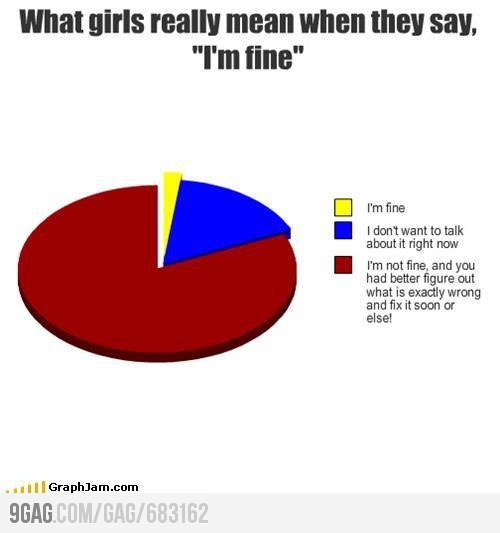 What girls really mean when they say,
"I'm fine"
I'm fine
I don't want to talk
about it right now
I'm not fine, and you
had better figure out
what is exactly wrong
and fix it soon or
else!
GraphJam.com
9GAG.COM/GAG/683162